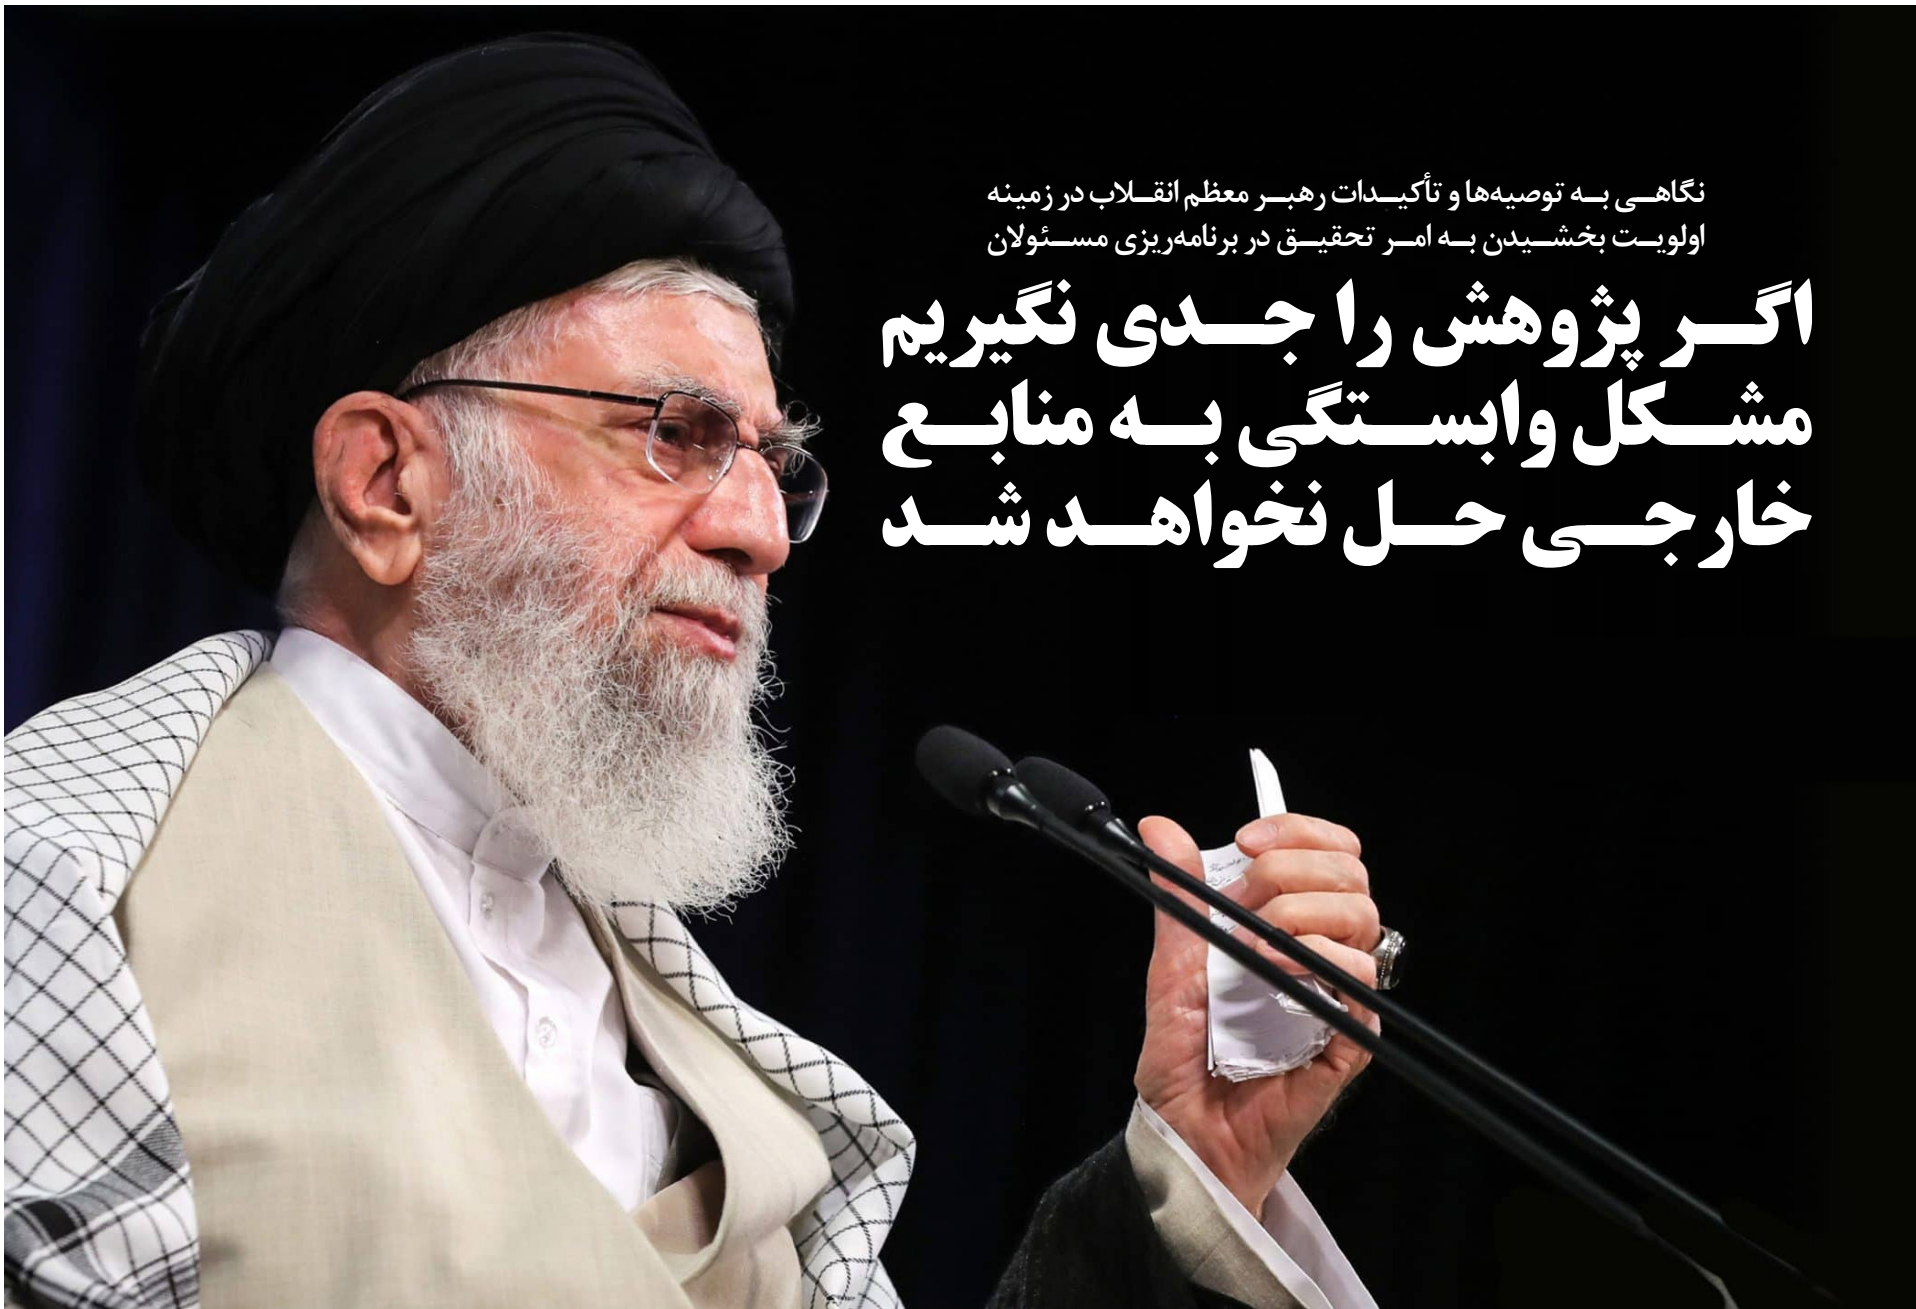 نگاهی به توصیه‌ها و تأکیدات رهبر معظم انقلاب در زمینه
اولویت بخشیدن به امر تحقیق در برنامه‌ریزی مسئولان
اگر پژوهش را جدی نگیریم
مشکل وابستگی به منابع
خارجی حل نخواهد شد